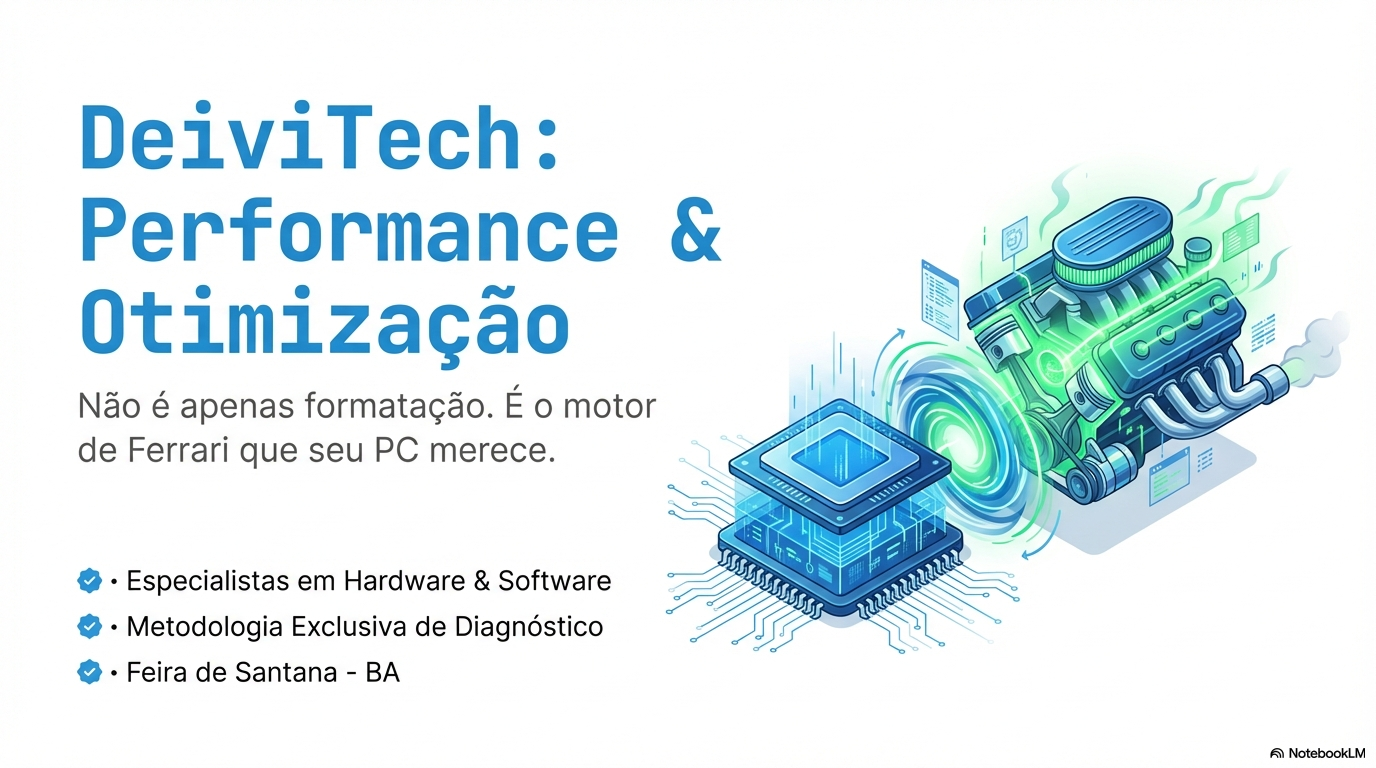 DeiviTech:
Performance &
Otimização
Não é apenas formatação. É o motor
de Ferrari que seu PC merece.
• Especialistas em Hardware & Software
• Metodologia Exclusiva de Diagnóstico
• Feira de Santana - BA
NotebookLM